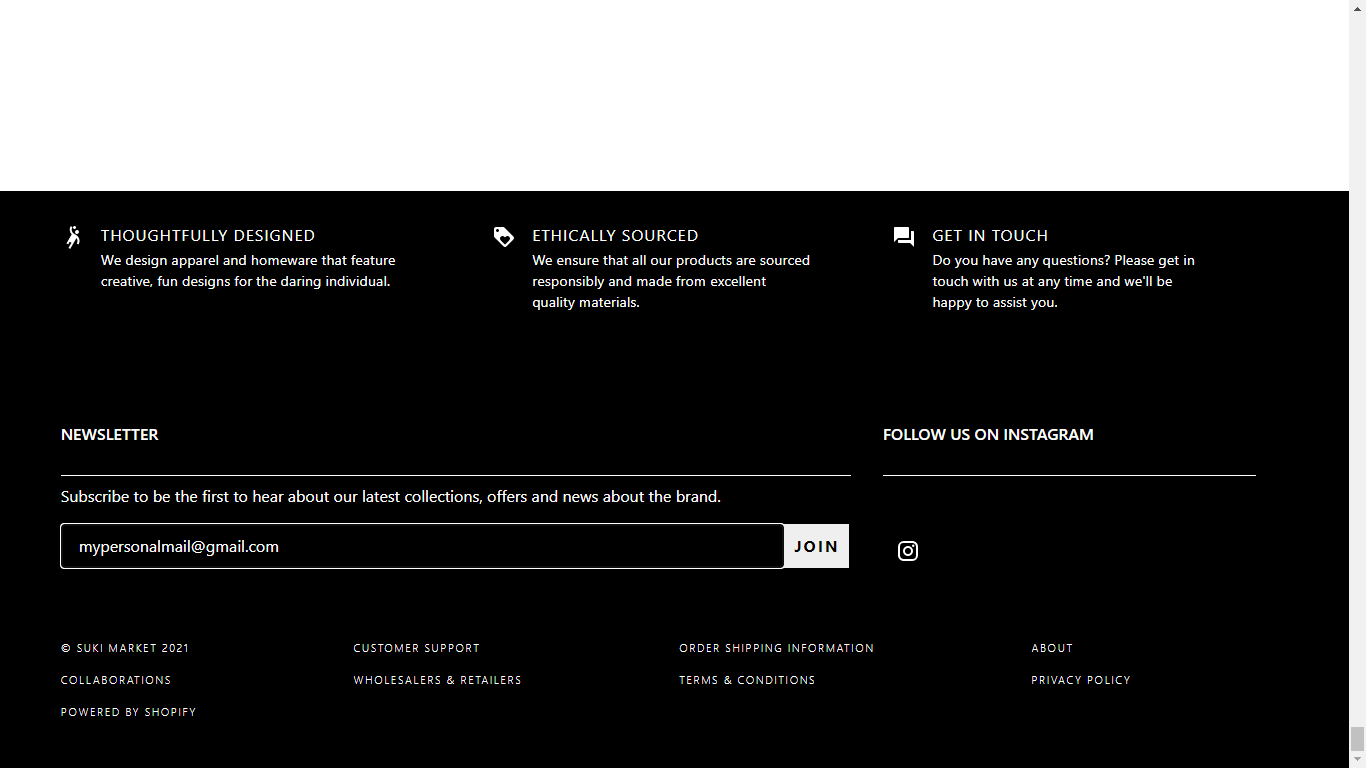 THOUGHTFULLY DESIGNED
We design apparel and homeware that feature
creative, fun designs for the daring individual.
ETHICALLY SOURCED
We ensure that all our products are sourced
responsibly and made from excellent
quality materials.
GET IN TOUCH
Do you have any questions? Please get in
touch with us at any time and we'll be
happy to assist you.
NEWSLETTER
Subscribe to be the first to hear about our latest collections, offers and news about the brand.
mypersonalmail@gmail.com
JOIN
FOLLOW US ON INSTAGRAM
© SUKI MARKET 2021
COLLABORATIONS
POWERED BY SHOPIFY
CUSTOMER SUPPORT
WHOLESALERS & RETAILERS
ORDER SHIPPING INFORMATION
TERMS & CONDITIONS
ABOUT
PRIVACY POLICY